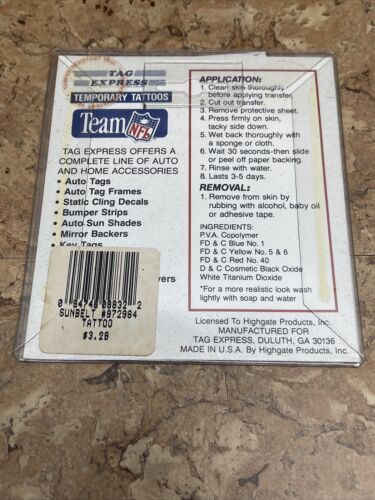 TAG
EXPRESS
TEMPORARY TATTOOS
Team NFL
TAG EXPRESS OFFERS A
COMPLETE LINE OF AUTO
AND HOME ACCESSORIES
• Auto Tags
• Auto Tag Frames
• Static Cling Decals
• Bumper Strips
• Auto Sun Shades
• Mirror Backers
• Key Tags
vers
0 94746 09832 2
SUNBELT #972984
TATTOO
$3.28
APPLICATION:
1. Clean skin thoroughly
before applying transfer.
2. Cut out transfer.
3. Remove protective sheet.
4. Press firmly on skin,
tacky side down.
5. Wet back thoroughly with
a sponge or cloth.
6. Wait 30 seconds-then slide
or peel off paper backing.
7. Rinse with water.
8. Lasts 3-5 days.
REMOVAL:
1. Remove from skin by
rubbing with alcohol, baby oil
or adhesive tape.
INGREDIENTS:
P.V.A. Copolymer
FD & C Blue No. 1
FD & C Yellow No. 5 & 6
FD & C Red No. 40
D & C Cosmetic Black Oxide
White Titanium Dioxide
*For a more realistic look wash
lightly with soap and water
Licensed To Highgate Products, Inc.
MANUFACTURED FOR
TAG EXPRESS, DULUTH, GA 30136
MADE IN U.S.A. By Highgate Products, Inc.